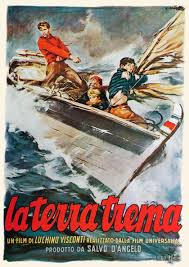 la terra trema
UN FILM DI LUCHINO VISCONTI REALIZZATO DALLA FILM UNIVERSALIA
PRODOTTO DA SALVO D'ANGELO